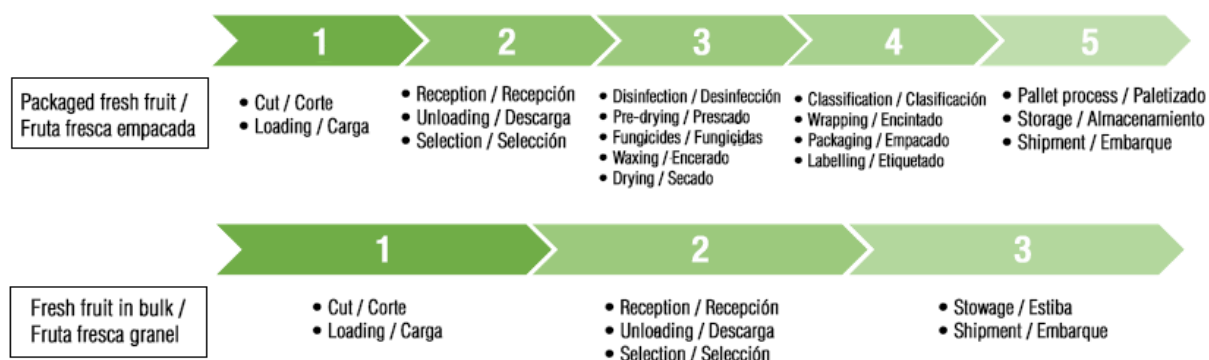 1
2
3
4
5
Packaged fresh fruit /
Fruta fresca empacada
• Cut / Corte
• Loading / Carga
• Reception / Recepción
• Unloading / Descarga
• Selection / Selección
• Disinfection / Desinfección
• Pre-drying / Prescado
• Fungicides / Fungigidas
• Waxing / Encerado
• Drying / Secado
• Classification / Clasificación
• Wrapping / Encintado
• Packaging / Empacado
• Labelling / Etiquetado
• Pallet process / Paletizado
• Storage / Almacenamiento
• Shipment / Embarque
1
2
3
Fresh fruit in bulk /
Fruta fresca granel
• Cut / Corte
• Loading / Carga
• Reception / Recepción
• Unloading / Descarga
• Selection / Selección
• Stowage / Estiba
• Shipment / Embarque